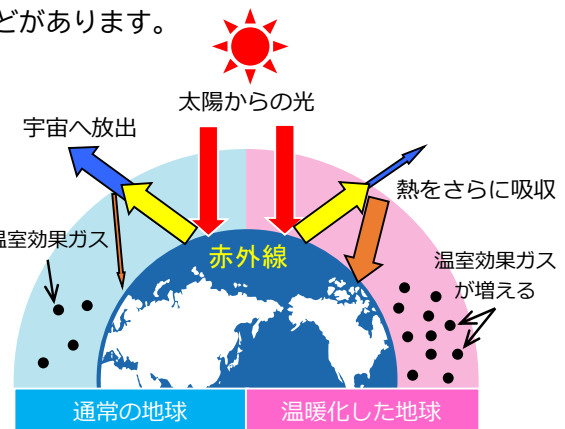 どがあります。
太陽からの光
宇宙へ放出
熱をさらに吸収
温室効果ガス
赤外線
温室効果ガス
が増える
通常の地球
温暖化した地球